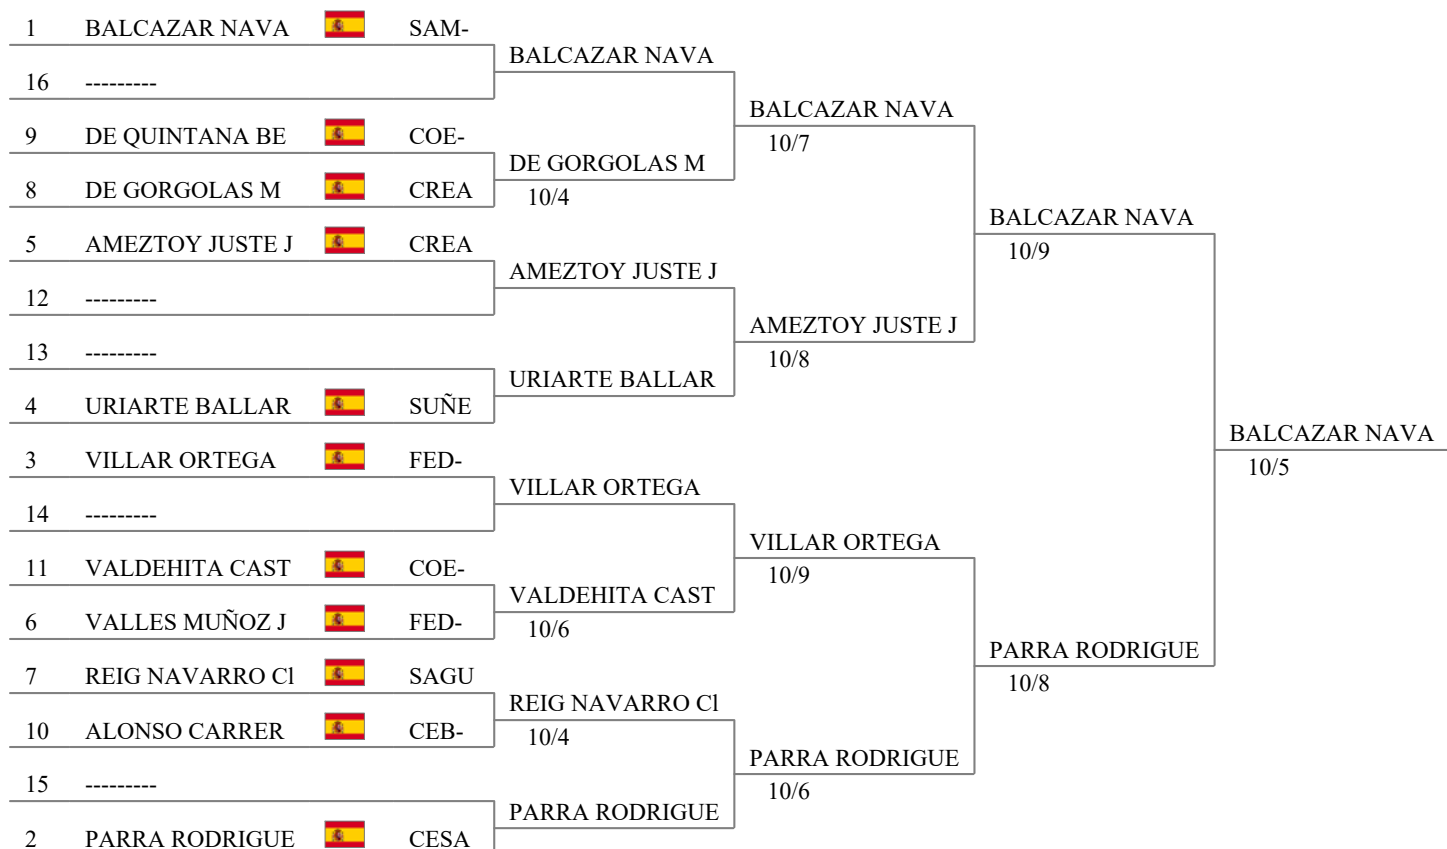 1 BALCAZAR NAVA SAM-
16 ---------
9 DE QUINTANA BE COE-
8 DE GORGOLAS M CREA
5 AMEZTOY JUSTE J CREA
12 ---------
13 ---------
4 URIARTE BALLAR SUÑE
3 VILLAR ORTEGA FED-
14 ---------
11 VALDEHITA CAST COE-
6 VALLES MUÑOZ J FED-
7 REIG NAVARRO Cl SAGU
10 ALONSO CARRER CEB-
15 ---------
2 PARRA RODRIGUE CESA
BALCAZAR NAVA
DE GORGOLAS M
10/4
AMEZTOY JUSTE J
URIARTE BALLAR
VILLAR ORTEGA
VALDEHITA CAST
10/6
REIG NAVARRO Cl
10/4
PARRA RODRIGUE
BALCAZAR NAVA
10/7
AMEZTOY JUSTE J
10/8
VILLAR ORTEGA
10/9
PARRA RODRIGUE
10/6
BALCAZAR NAVA
10/9
PARRA RODRIGUE
10/8
BALCAZAR NAVA
10/5